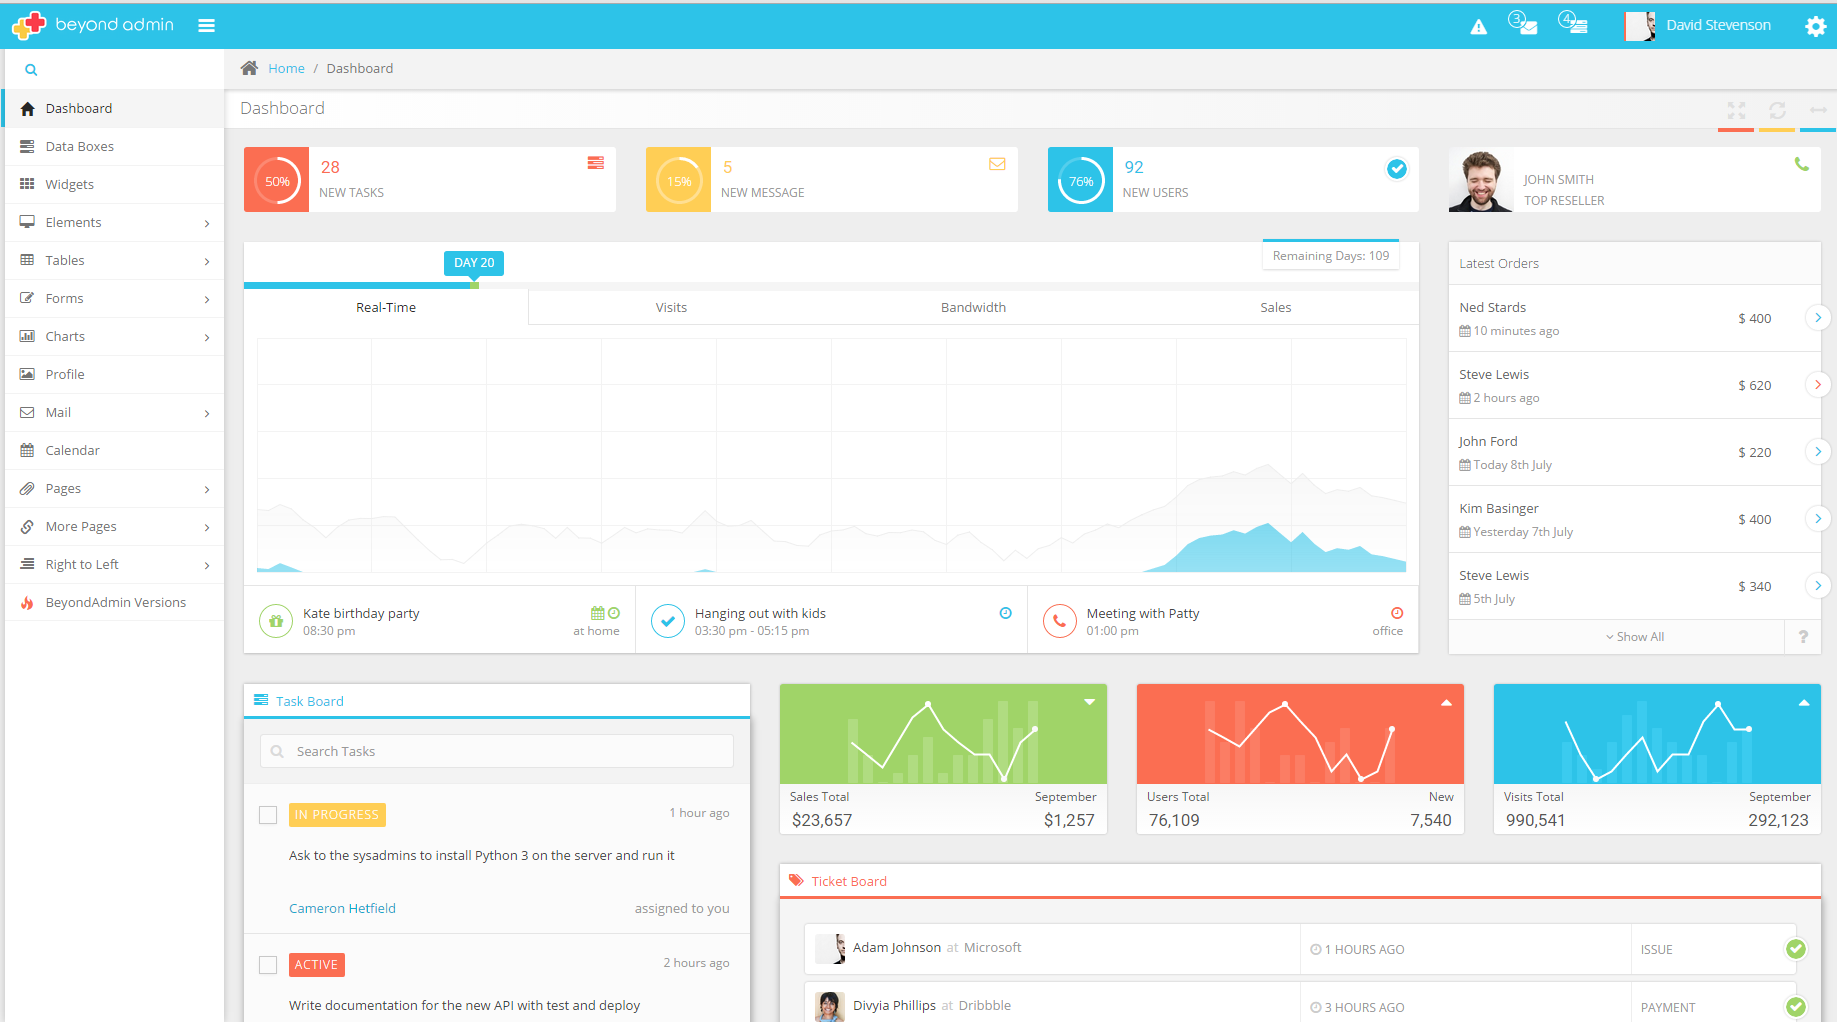 beyond admin
3
4
David Stevenson
Home / Dashboard
Dashboard
Data Boxes
Widgets
Elements
Tables
Forms
Charts
Profile
Mail
Calendar
Pages
More Pages
Right to Left
BeyondAdmin Versions
Dashboard
50%
28
NEW TASKS
15%
5
NEW MESSAGE
76%
92
NEW USERS
JOHN SMITH
TOP RESELLER
DAY 20
Remaining Days: 109
Real-Time
Visits
Bandwidth
Sales
Kate birthday party
08:30 pm
at home
Hanging out with kids
03:30 pm - 05:15 pm
Meeting with Patty
01:00 pm
office
Latest Orders
Ned Stards
10 minutes ago
$ 400
Steve Lewis
2 hours ago
$ 620
John Ford
Today 8th July
$ 220
Kim Basinger
Yesterday 7th July
$ 400
Steve Lewis
5th July
$ 340
Show All
?
Task Board
Search Tasks
IN PROGRESS
1 hour ago
Ask to the sysadmins to install Python 3 on the server and run it
Cameron Hetfield
assigned to you
ACTIVE
2 hours ago
Write documentation for the new API with test and deploy
Sales Total
September
$23,657
$1,257
Users Total
New
76,109
7,540
Visits Total
September
990,541
292,123
Ticket Board
Adam Johnson at Microsoft
1 HOURS AGO
ISSUE
Divyia Phillips at Dribbble
3 HOURS AGO
PAYMENT